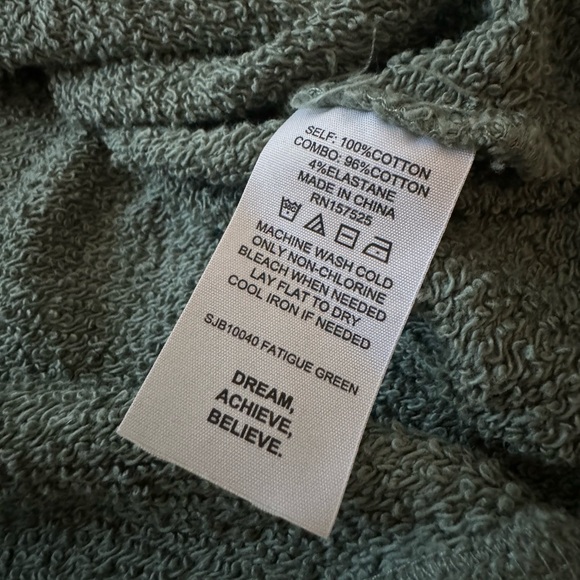 SELF: 100%COTTON
COMBO: 96%COTTON
4%ELASTANE
MADE IN CHINA
RN157525
MACHINE WASH COLD
ONLY NON-CHLORINE
BLEACH WHEN NEEDED
LAY FLAT TO DRY
COOL IRON IF NEEDED
SJB10040 FATIGUE GREEN
DREAM,
ACHIEVE,
BELIEVE.